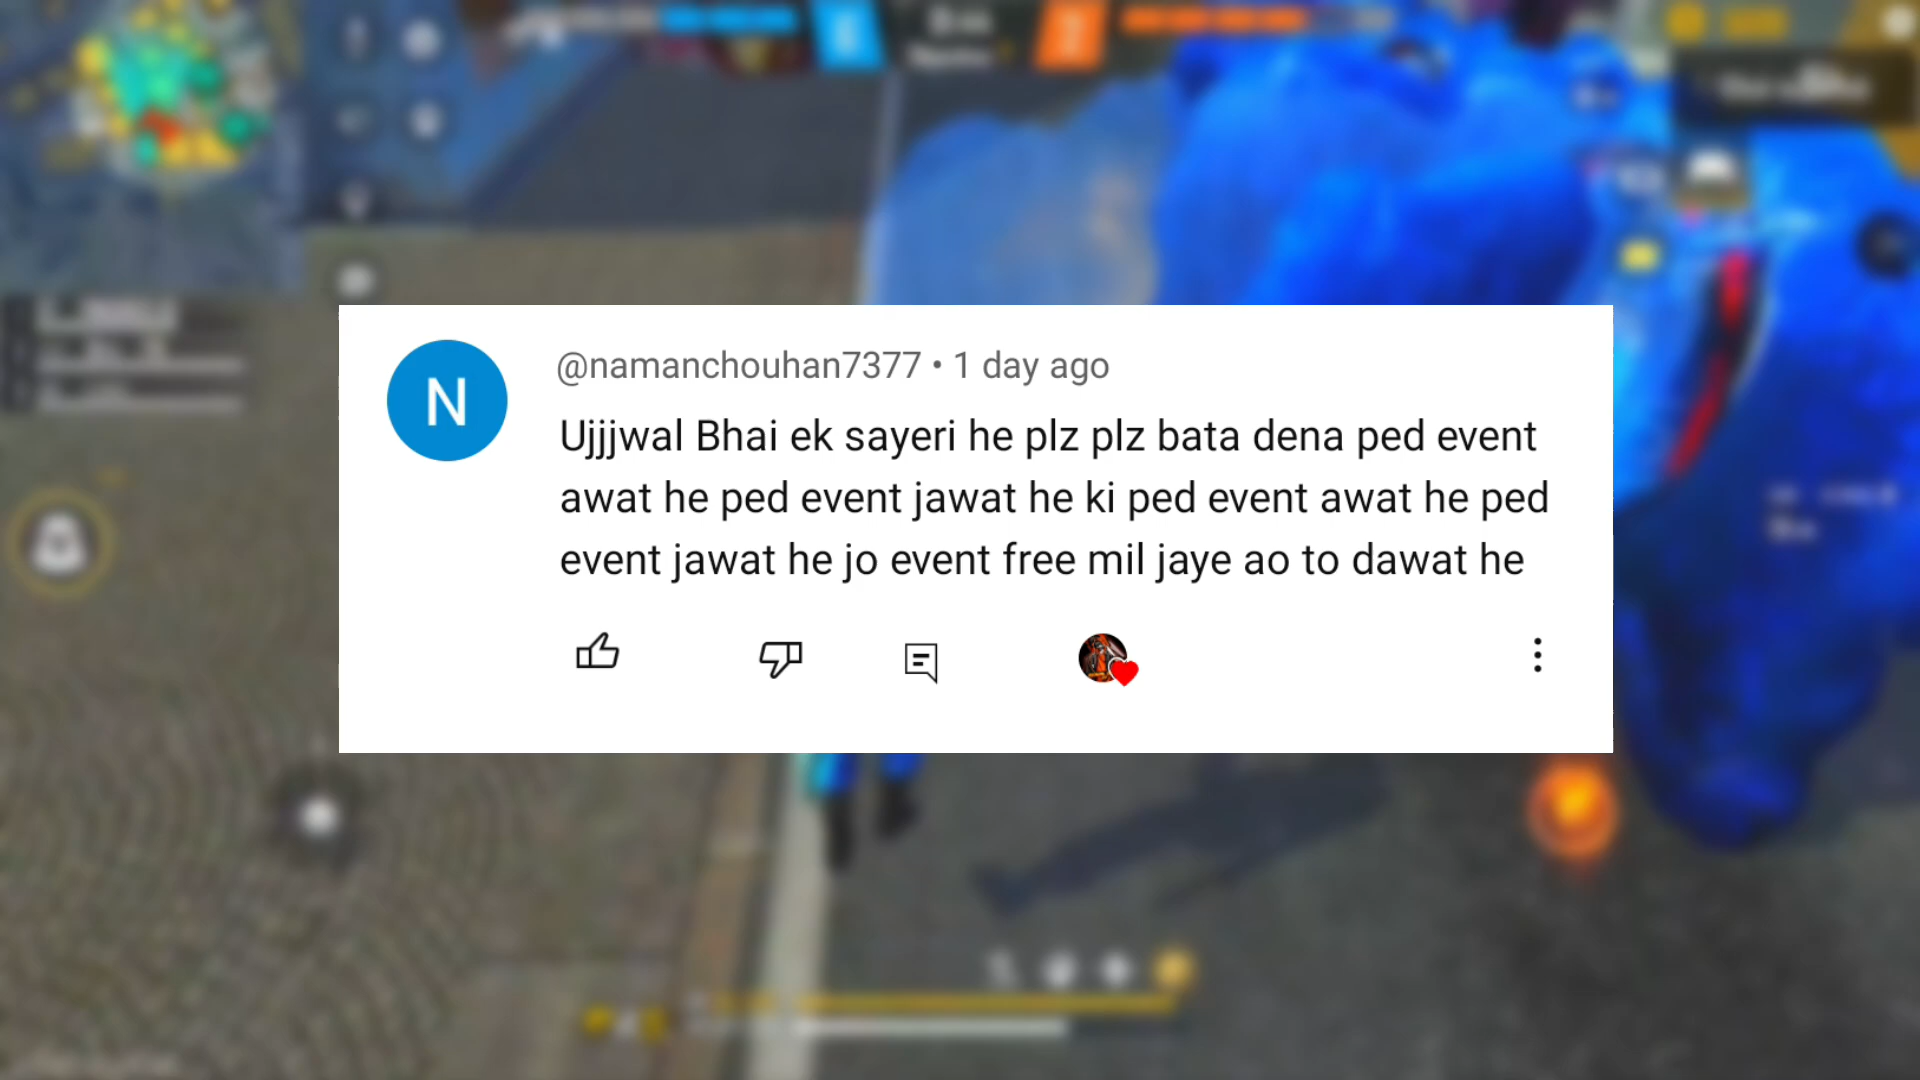 N
@namanchouhan7377 • 1 day ago
Ujjjwal Bhai ek sayeri he plz plz bata dena ped event
awat he ped event jawat he ki ped event awat he ped
event jawat he jo event free mil jaye ao to dawat he